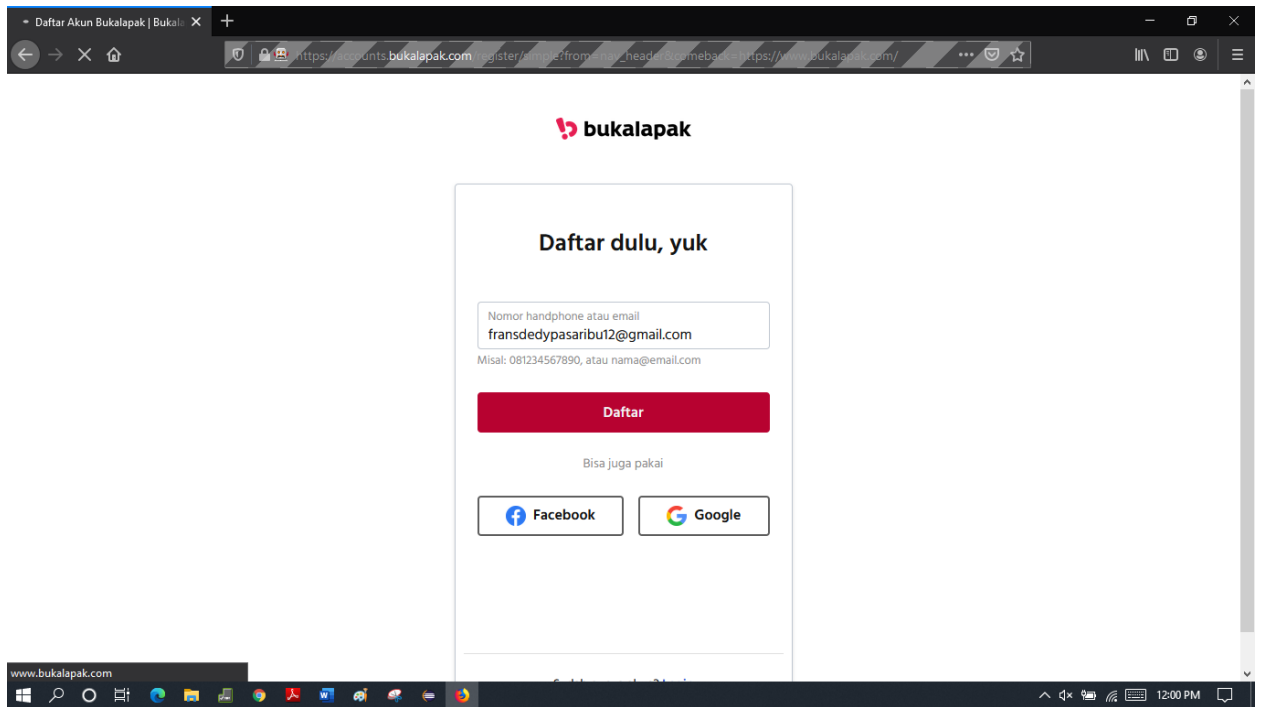 Daftar Akun Bukalapak | Bukala
https://accounts.bukalapak.com/register/simple?from=nav_header&comeback=https://www.bukalapak.com/
bukalapak
Daftar dulu, yuk
Nomor handphone atau email
fransdedypasaribu12@gmail.com
Misal: 081234567890, atau nama@email.com
Daftar
Bisa juga pakai
Facebook
Google
www.bukalapak.com
12:00 PM